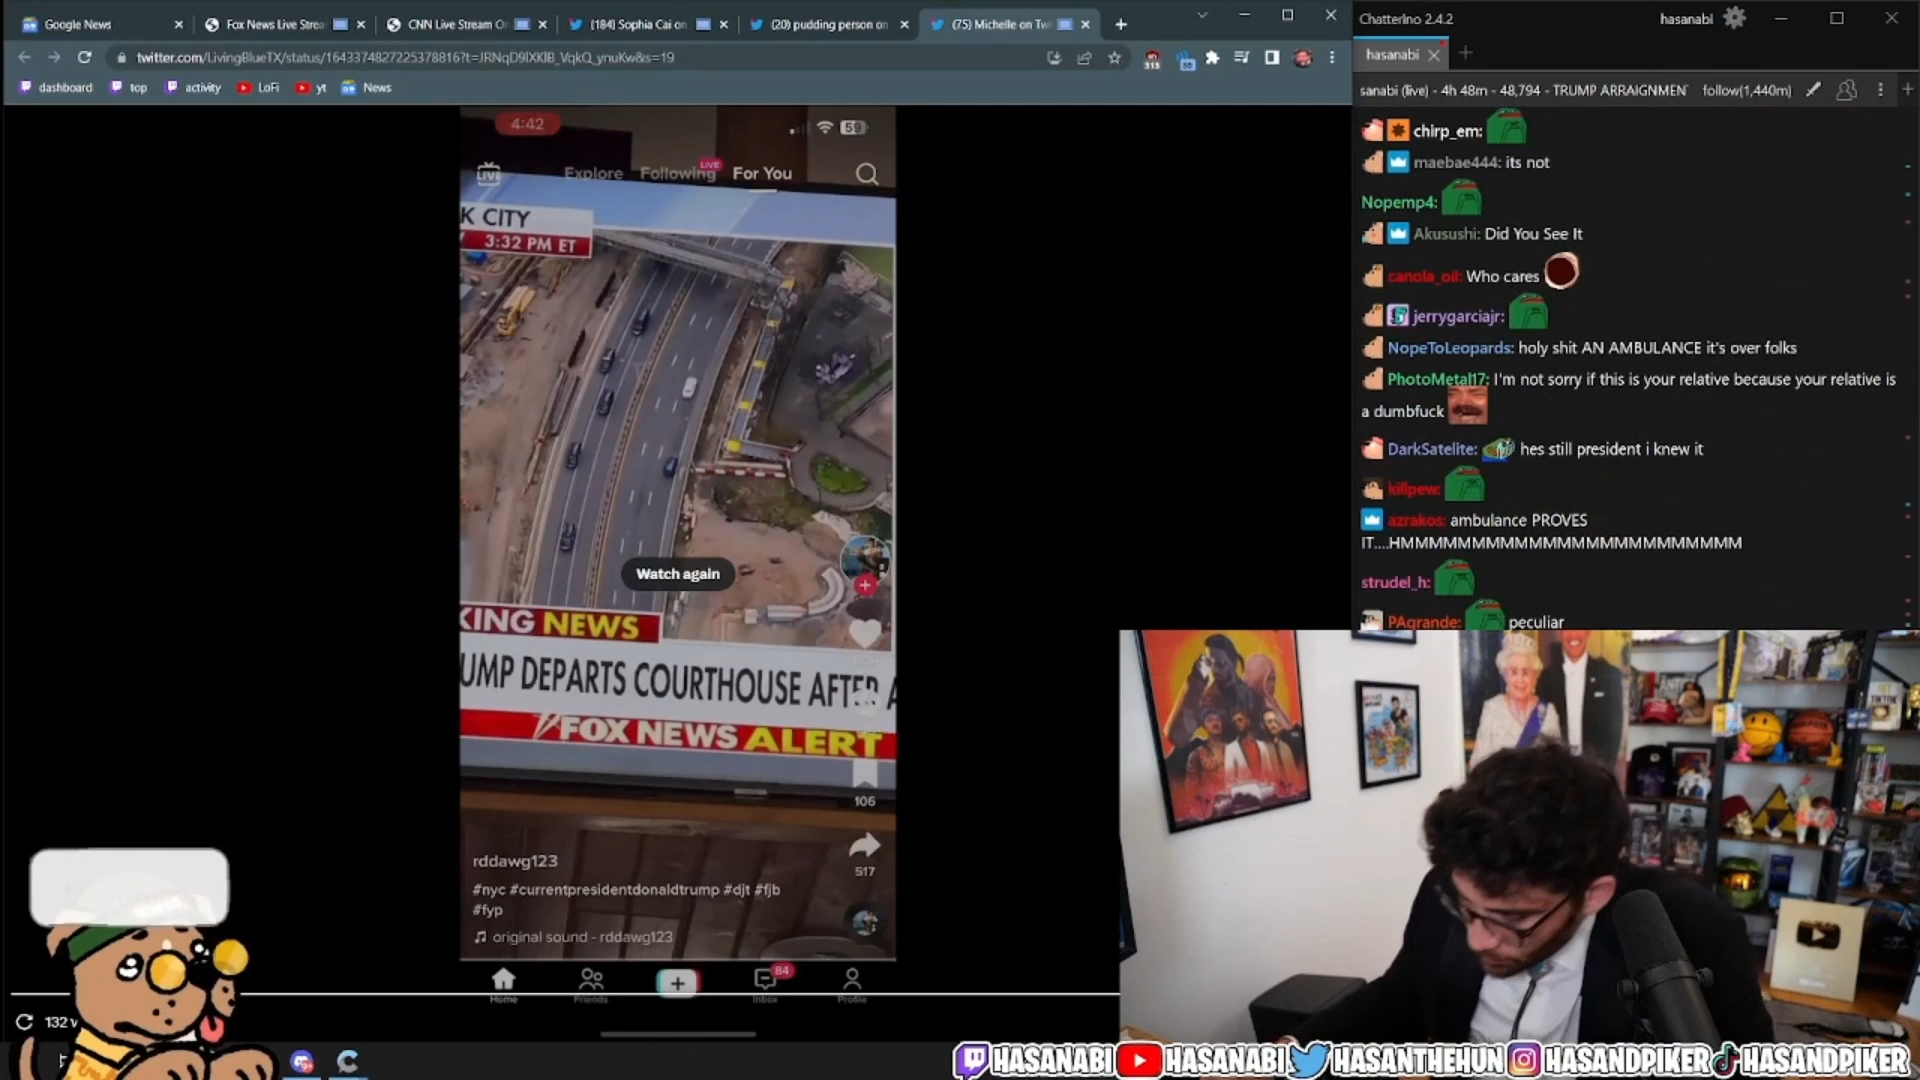 Google News
Fox News Live Strea
CNN Live Stream O
(184) Sophia Cai on
(20) pudding person on
(75) Michelle on Tw
twitter.com/LivingBlueTX/status/1643374827225378816?t=JRNqD9lXKlB_VqkQ_ynuKw&s=19
dashboard
top
activity
LoFi
yt
News
4:42
59
LIVE
Explore
Following
LIVE
For You
K CITY
3:32 PM ET
Watch again
KING NEWS
UMP DEPARTS COURTHOUSE AFTER A
FOX NEWS ALERT
106
517
rddawg123
#nyc #currentpresidentdonaldtrump #djt #fjb
#fyp
original sound - rddawg123
84
Home
Friends
Inbox
Profile
132
Chatterino 2.4.2
hasanabi
hasanabi
sanabi (live) - 4h 48m - 48,794 - TRUMP ARRAIGNMEN
follow(1,440m)
chirp_em:
maebae444: its not
Nopemp4:
Akusushi: Did You See It
canola_oil: Who cares
jerrygarciajr:
NopeToLeopards: holy shit AN AMBULANCE it's over folks
PhotoMetal17: I'm not sorry if this is your relative because your relative is
a dumbfuck
DarkSatelite: hes still president i knew it
killpew:
azrakos: ambulance PROVES
IT....HMMMMMMMMMMMMMMMMMMMMMMMM
strudel_h:
PAgrande: peculiar
HASANABI HASANABI HASANTHEHUN HASANDPIKER HASANDPIKER